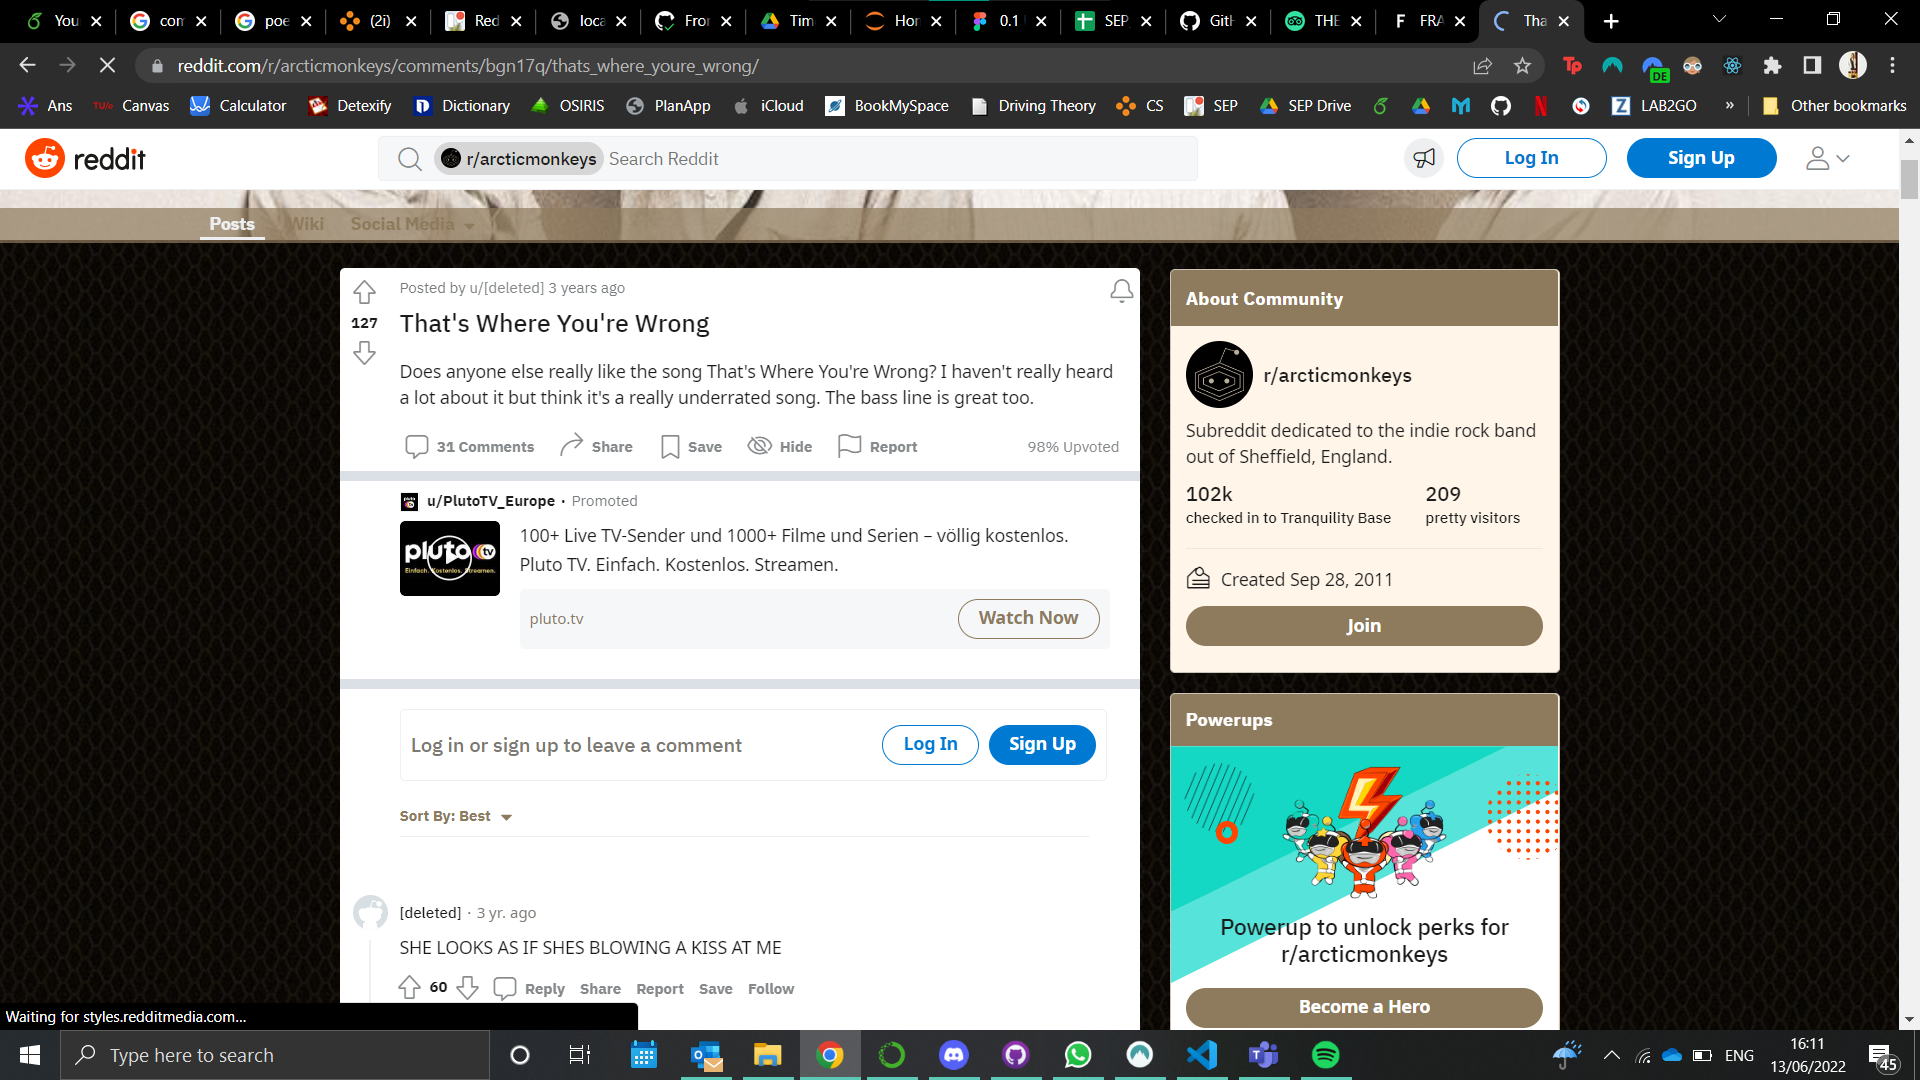 You
com
poe
(2i)
Red
loca
Fror
Tim
Hor
0.1
SEP
GitH
THE
FRA
Tha
reddit.com/r/arcticmonkeys/comments/bgn17q/thats_where_youre_wrong/
DE
Ans
TU/e Canvas
Calculator
Detexify
Dictionary
OSIRIS
PlanApp
iCloud
BookMySpace
Driving Theory
CS
SEP
SEP Drive
LAB2GO
»
Other bookmarks
reddit
r/arcticmonkeys Search Reddit
Log In
Sign Up
Posts
Wiki
Social Media
Posted by u/[deleted] 3 years ago
127
That's Where You're Wrong
Does anyone else really like the song That's Where You're Wrong? I haven't really heard
a lot about it but think it's a really underrated song. The bass line is great too.
31 Comments
Share
Save
Hide
Report
98% Upvoted
u/PlutoTV_Europe · Promoted
pluto tv
Einfach. Kostenlos. Streamen.
100+ Live TV-Sender und 1000+ Filme und Serien – völlig kostenlos.
Pluto TV. Einfach. Kostenlos. Streamen.
pluto.tv
Watch Now
Log in or sign up to leave a comment
Log In
Sign Up
Sort By: Best
[deleted] · 3 yr. ago
SHE LOOKS AS IF SHES BLOWING A KISS AT ME
60
Reply
Share
Report
Save
Follow
About Community
r/arcticmonkeys
Subreddit dedicated to the indie rock band
out of Sheffield, England.
102k
checked in to Tranquility Base
209
pretty visitors
Created Sep 28, 2011
Join
Powerups
Powerup to unlock perks for
r/arcticmonkeys
Become a Hero
Waiting for styles.redditmedia.com...
Type here to search
ENG
16:11
13/06/2022
45